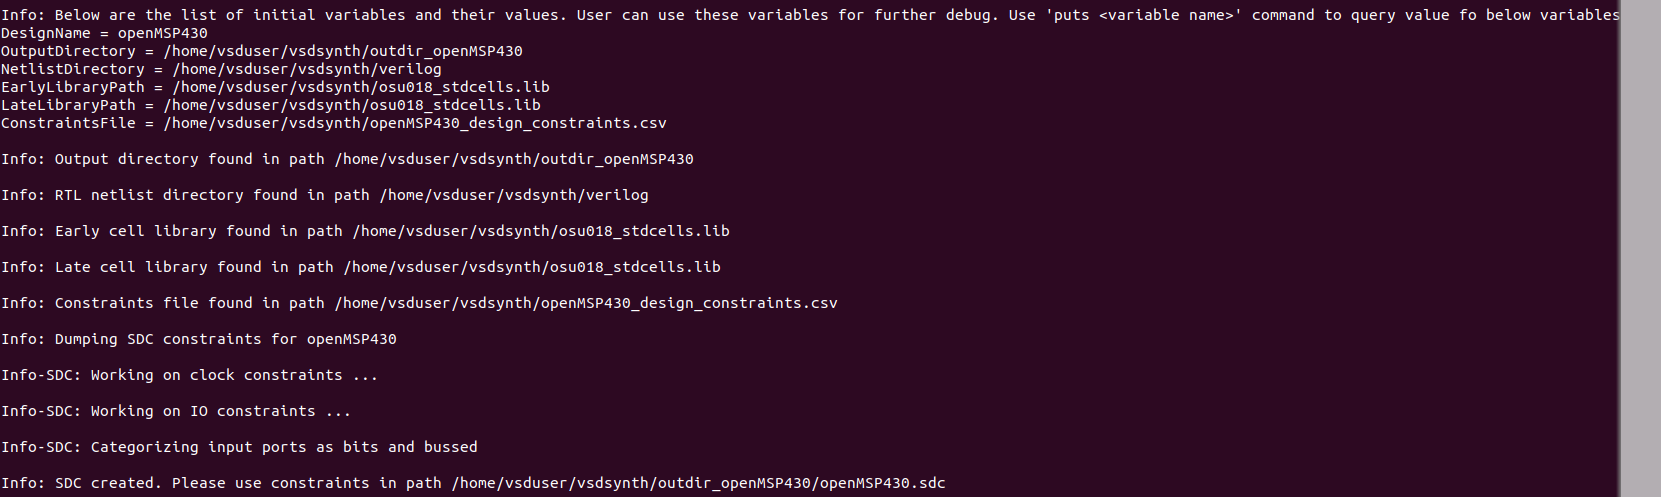 Info: Below are the list of initial variables and their values. User can use these variables for further debug. Use 'puts <variable name>' command to query value fo below variables
DesignName = openMSP430
OutputDirectory = /home/vsduser/vsdsynth/outdir_openMSP430
NetlistDirectory = /home/vsduser/vsdsynth/verilog
EarlyLibraryPath = /home/vsduser/vsdsynth/osu018_stdcells.lib
LateLibraryPath = /home/vsduser/vsdsynth/osu018_stdcells.lib
ConstraintsFile = /home/vsduser/vsdsynth/openMSP430_design_constraints.csv
Info: Output directory found in path /home/vsduser/vsdsynth/outdir_openMSP430
Info: RTL netlist directory found in path /home/vsduser/vsdsynth/verilog
Info: Early cell library found in path /home/vsduser/vsdsynth/osu018_stdcells.lib
Info: Late cell library found in path /home/vsduser/vsdsynth/osu018_stdcells.lib
Info: Constraints file found in path /home/vsduser/vsdsynth/openMSP430_design_constraints.csv
Info: Dumping SDC constraints for openMSP430
Info-SDC: Working on clock constraints ...
Info-SDC: Working on IO constraints ...
Info-SDC: Categorizing input ports as bits and bussed
Info: SDC created. Please use constraints in path /home/vsduser/vsdsynth/outdir_openMSP430/openMSP430.sdc